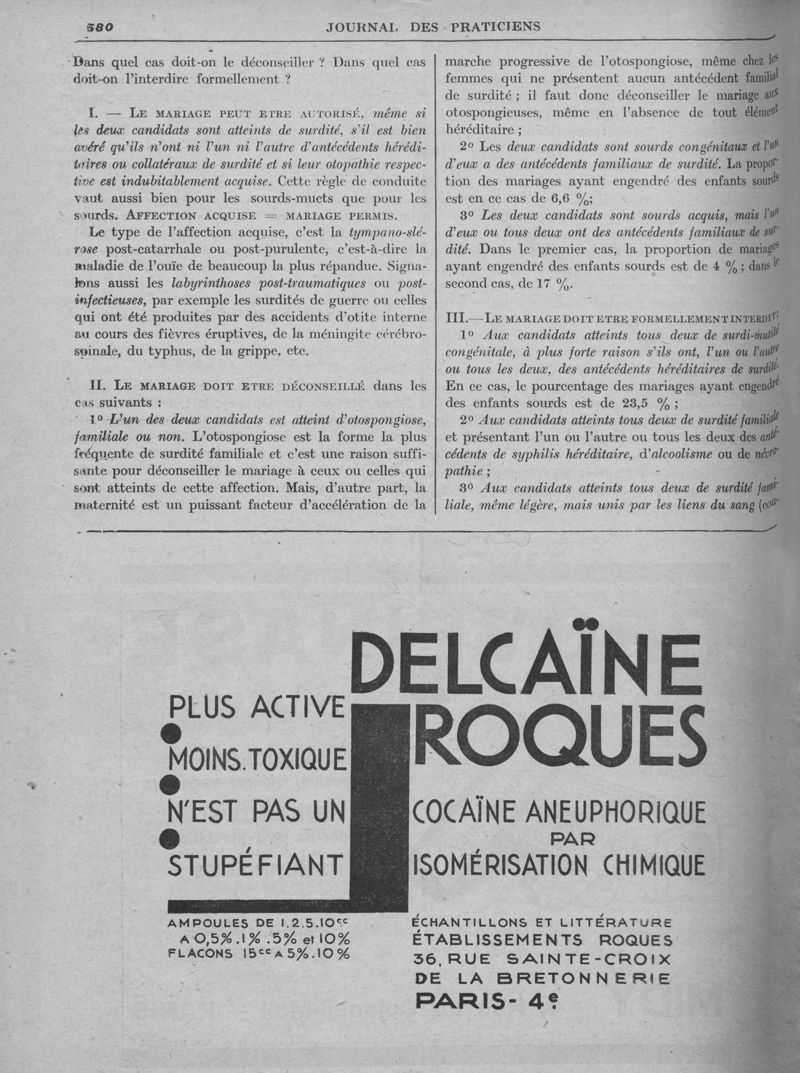 580 JOURNAL DES PRATICIENS
Dans quel cas doit-on le déconseiller ? Dans quel cas
doit-on l'interdire formellement ?
I. — LE MARIAGE PEUT ETRE AUTORISÉ, même si
les deux candidats sont atteints de surdité, s'il est bien
avéré qu'ils n'ont ni l'un ni l'autre d'antécédents hérédi-
taires ou collatéraux de surdité et si leur otopathie respec-
tive est indubitablement acquise. Cette règle de conduite
vaut aussi bien pour les sourds-muets que pour les
sourds. AFFECTION ACQUISE = MARIAGE PERMIS.
Le type de l'affection acquise, c'est la tympano-slé-
rose post-catarrhale ou post-purulente, c'est-à-dire la
maladie de l'ouïe de beaucoup la plus répandue. Signa-
lons aussi les labyrinthoses post-traumatiques ou post-
infectieuses, par exemple les surdités de guerre ou celles
qui ont été produites par des accidents d'otite interne
au cours des fièvres éruptives, de la méningite cérébro-
spinale, du typhus, de la grippe, etc.
II. LE MARIAGE DOIT ETRE DÉCONSEILLÉ dans les
cas suivants :
1º L'un des deux candidats est atteint d'otospongiose,
familiale ou non. L'otospongiose est la forme la plus
fréquente de surdité familiale et c'est une raison suffi-
sante pour déconseiller le mariage à ceux ou celles qui
sont atteints de cette affection. Mais, d'autre part, la
maternité est un puissant facteur d'accélération de la
marche progressive de l'otospongiose, même chez les
femmes qui ne présentent aucun antécédent familial
de surdité ; il faut donc déconseiller le mariage aux
otospongieuses, même en l'absence de tout élément
héréditaire ;
2º Les deux candidats sont sourds congénitaux et l'un
d'eux a des antécédents familiaux de surdité. La propor-
tion des mariages ayant engendré des enfants sourds
est en ce cas de 6,6 %;
3º Les deux candidats sont sourds acquis, mais l'un
d'eux ou tous deux ont des antécédents familiaux de sur-
dité. Dans le premier cas, la proportion de mariages
ayant engendré des enfants sourds est de 4 % ; dans le
second cas, de 17 %.
III.—LE MARIAGE DOIT ETRE FORMELLEMENT INTERDIT:
1º Aux candidats atteints tous deux de surdi-mutité
congénitale, à plus forte raison s'ils ont, l'un ou l'autre
ou tous les deux, des antécédents héréditaires de surdité.
En ce cas, le pourcentage des mariages ayant engendré
des enfants sourds est de 23,5 % ;
2º Aux candidats atteints tous deux de surdité familiale
et présentant l'un ou l'autre ou tous les deux des anté-
cédents de syphilis héréditaire, d'alcoolisme ou de névro-
pathie ;
3º Aux candidats atteints tous deux de surdité fami-
liale, même légère, mais unis par les liens du sang (cou-
DELCAÏNE
ROQUES
PLUS ACTIVE
MOINS.TOXIQUE
N'EST PAS UN
STUPÉFIANT
COCAÏNE ANEUPHORIQUE
PAR
ISOMÉRISATION CHIMIQUE
AMPOULES DE 1.2.5.10cc
A 0,5%.1%.5% et 10%
FLACONS 15cc A 5%.10%
ÉCHANTILLONS ET LITTÉRATURE
ÉTABLISSEMENTS ROQUES
36, RUE SAINTE-CROIX
DE LA BRETONNERIE
PARIS- 4e.